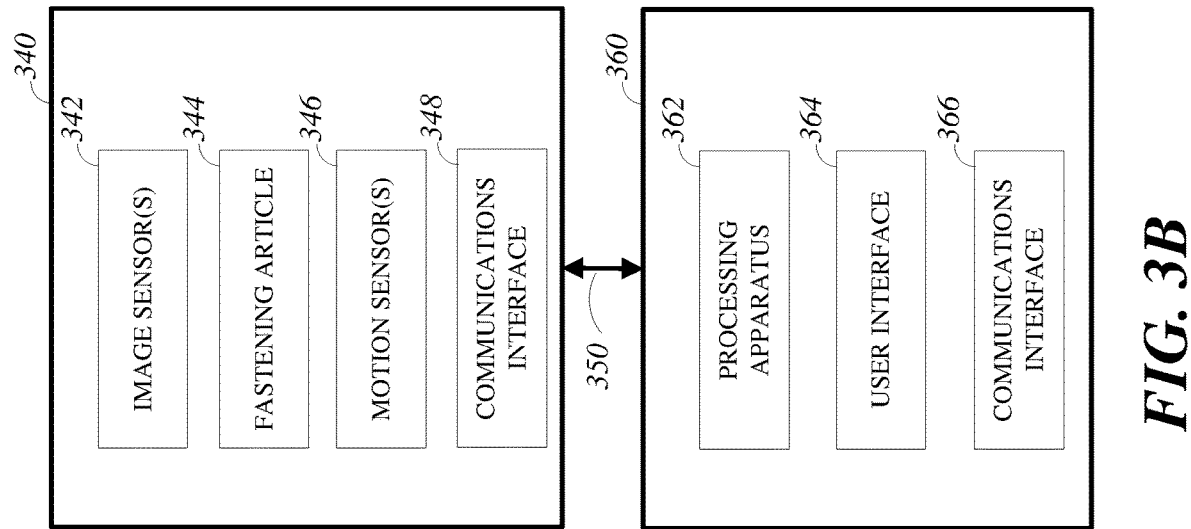 340
342
IMAGE SENSOR(S)
344
FASTENING ARTICLE
346
MOTION SENSOR(S)
348
COMMUNICATIONS
INTERFACE
350
360
362
PROCESSING
APPARATUS
364
USER INTERFACE
366
COMMUNICATIONS
INTERFACE
FIG. 3B